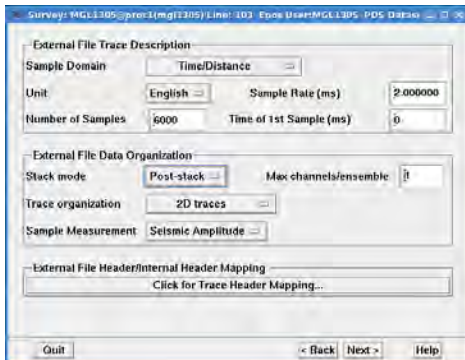 Survey: MGL1305@proc1(mgl1305) Line: 103 Epos User:MGL1305 PDS Datas
External File Trace Description
Sample Domain Time/Distance
Unit English Sample Rate (ms) 2.000000
Number of Samples 6000 Time of 1st Sample (ms) 0
External File Data Organization
Stack mode Post-stack Max channels/ensemble 1
Trace organization 2D traces
Sample Measurement Seismic Amplitude
External File Header/Internal Header Mapping
Click for Trace Header Mapping...
Quit < Back Next > Help